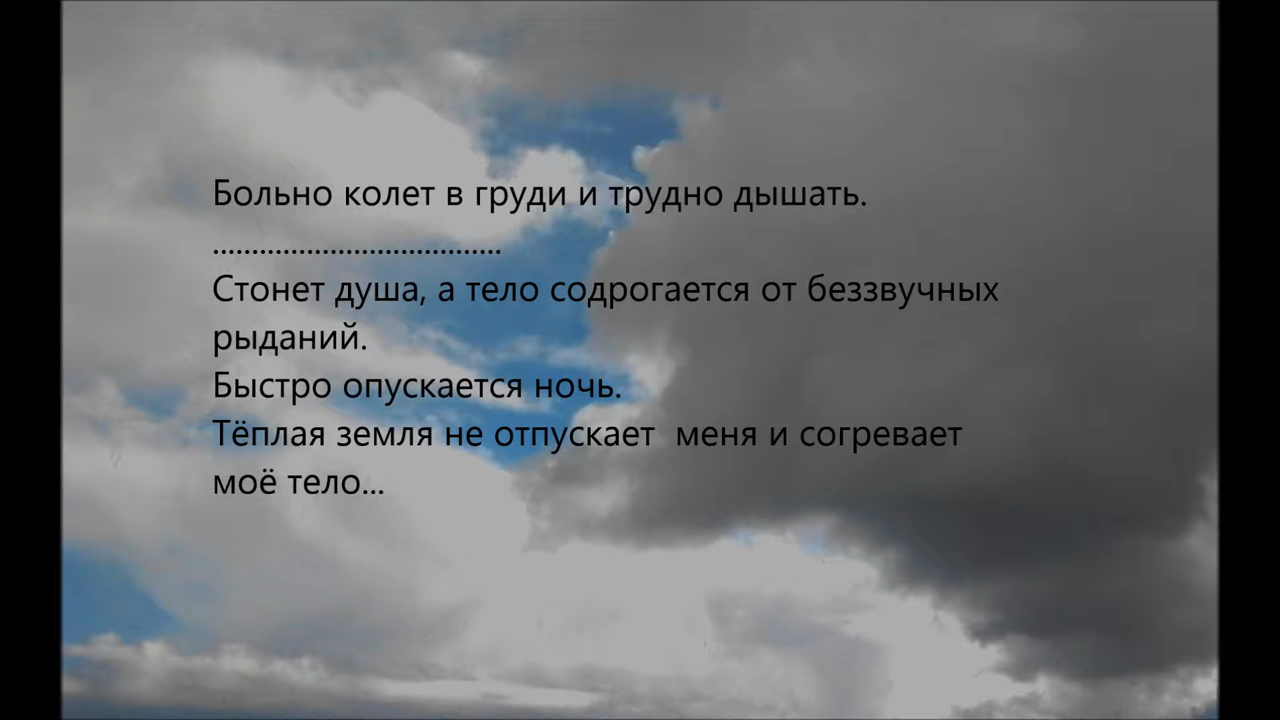 Больно колет в груди и трудно дышать.
.....................................
Стонет душа, а тело содрогается от беззвучных
рыданий.
Быстро опускается ночь.
Тёплая земля не отпускает  меня и согревает
моё тело...